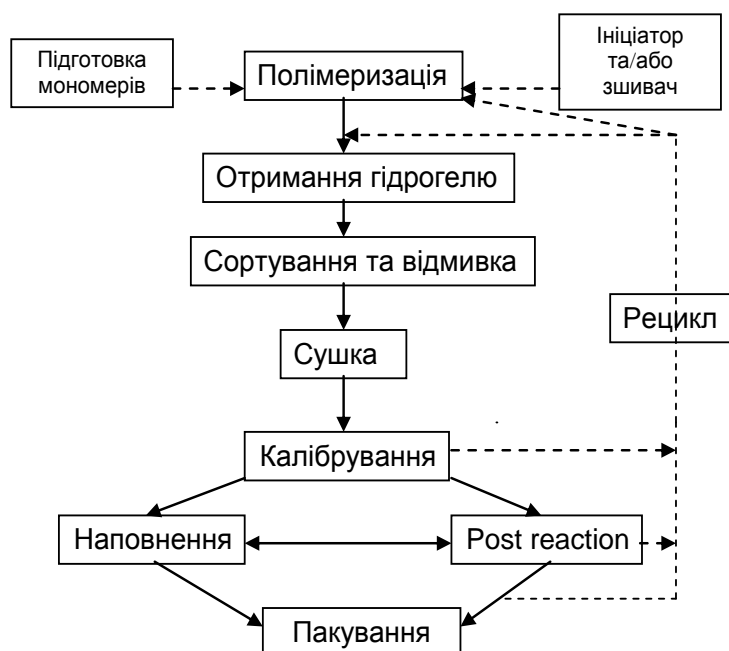 Підготовка
мономерів
Полімеризація
Ініціатор
та/або
зшивач
Отримання гідрогелю
Сортування та відмивка
Рецикл
Сушка
Калібрування
Наповнення
Post reaction
Пакування